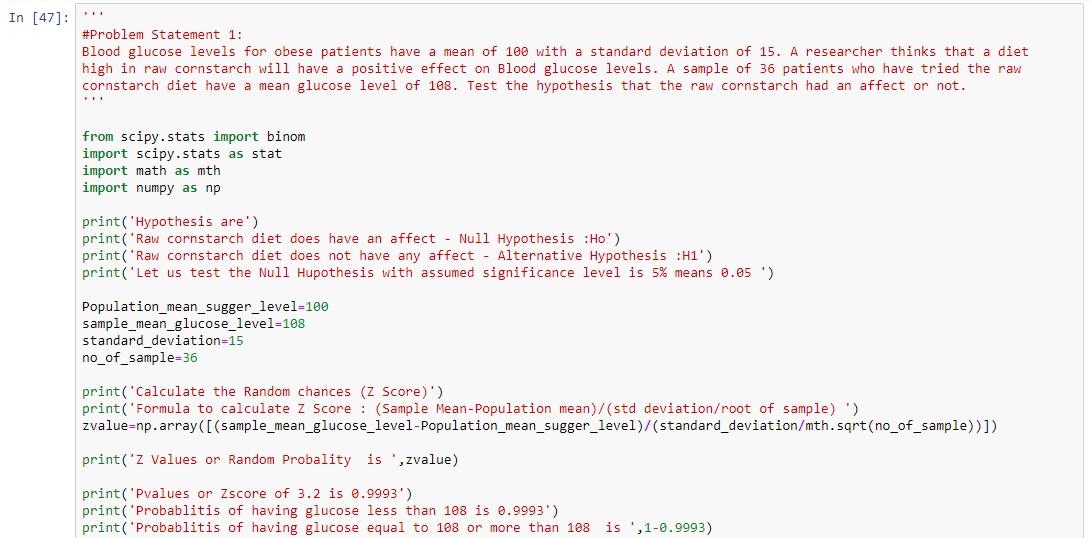 In [47]: '''
#Problem Statement 1:
Blood glucose levels for obese patients have a mean of 100 with a standard deviation of 15. A researcher thinks that a diet
high in raw cornstarch will have a positive effect on Blood glucose levels. A sample of 36 patients who have tried the raw
cornstarch diet have a mean glucose level of 108. Test the hypothesis that the raw cornstarch had an affect or not.
'''
from scipy.stats import binom
import scipy.stats as stat
import math as mth
import numpy as np
print('Hypothesis are')
print('Raw cornstarch diet does have an affect - Null Hypothesis :Ho')
print('Raw cornstarch diet does not have any affect - Alternative Hypothesis :H1')
print('Let us test the Null Hupothesis with assumed significance level is 5% means 0.05 ')
Population_mean_sugger_level=100
sample_mean_glucose_level=108
standard_deviation=15
no_of_sample=36
print('Calculate the Random chances (Z Score)')
print('Formula to calculate Z Score : (Sample Mean-Population mean)/(std deviation/root of sample) ')
zvalue=np.array([(sample_mean_glucose_level-Population_mean_sugger_level)/(standard_deviation/mth.sqrt(no_of_sample))])
print('Z Values or Random Probality  is ',zvalue)
print('Pvalues or Zscore of 3.2 is 0.9993')
print('Probablitis of having glucose less than 108 is 0.9993')
print('Probablitis of having glucose equal to 108 or more than 108  is ',1-0.9993)